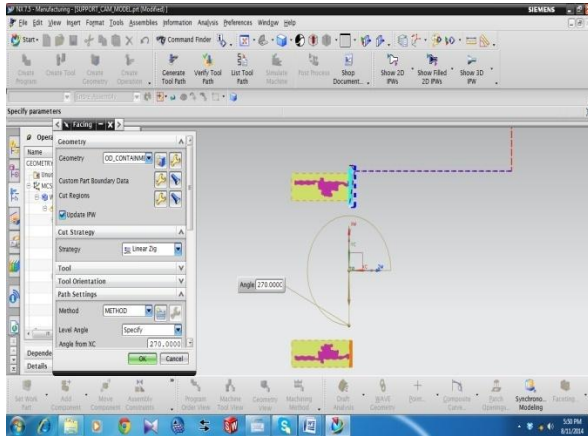 NX 7.5 - Manufacturing - [SUPPORT_CAM_MODEL.prt (Modified)]
SIEMENS
File Edit View Insert Format Tools Assemblies Information Analysis Preferences Window Help
Start
Command Finder
Create Program
Create Tool
Create Geometry
Create Operation
Generate Tool Path
Verify Tool Path
List Tool Path
Simulate Machine
Post Process
Shop Document...
Show 2D IPWs
Show Filled 2D IPWs
Show 3D IPW
Entire Assembly
Specify parameters
Facing
Opera
Name
GEOMETRY
Unus
MCS
Depende
Details
Geometry
Geometry
OD_CONTAINM
Custom Part Boundary Data
Cut Regions
Update IPW
Cut Strategy
Strategy
Linear Zig
Tool
Tool Orientation
Path Settings
Method
METHOD
Level Angle
Specify
Angle from XC
270.0000
OK
Cancel
Angle 270.0000
Set Work Part
Add Component
Move Component
Assembly Constraints
Program Order View
Machine Tool View
Geometry View
Machining Method
Draft Analysis
WAVE Geometry
Point...
Composite Curve...
Patch Openings...
Synchrono... Modeling
5:50 PM
8/11/2014